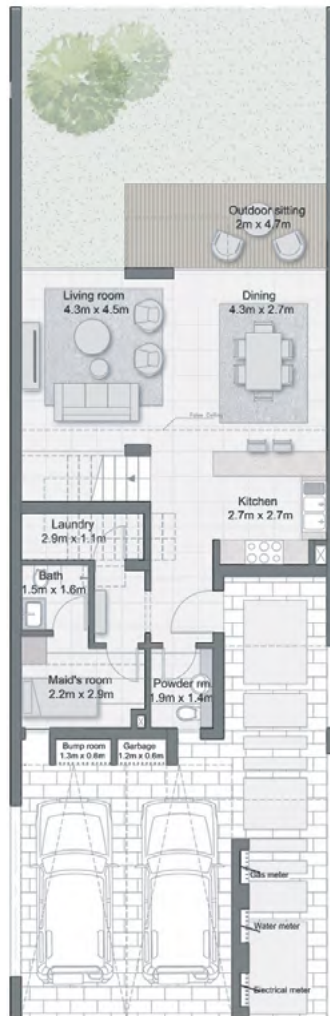 Outdoor sitting
2m x 4.7m
Living room
4.3m x 4.5m
Dining
4.3m x 2.7m
False Ceiling
Kitchen
2.7m x 2.7m
Laundry
2.9m x 1.1m
Bath
1.5m x 1.6m
Maid's room
2.2m x 2.9m
Powder rm.
1.9m x 1.4m
Bump room
1.3m x 0.6m
Garbage
1.2m x 0.6m
Gas meter
Water meter
Electrical meter